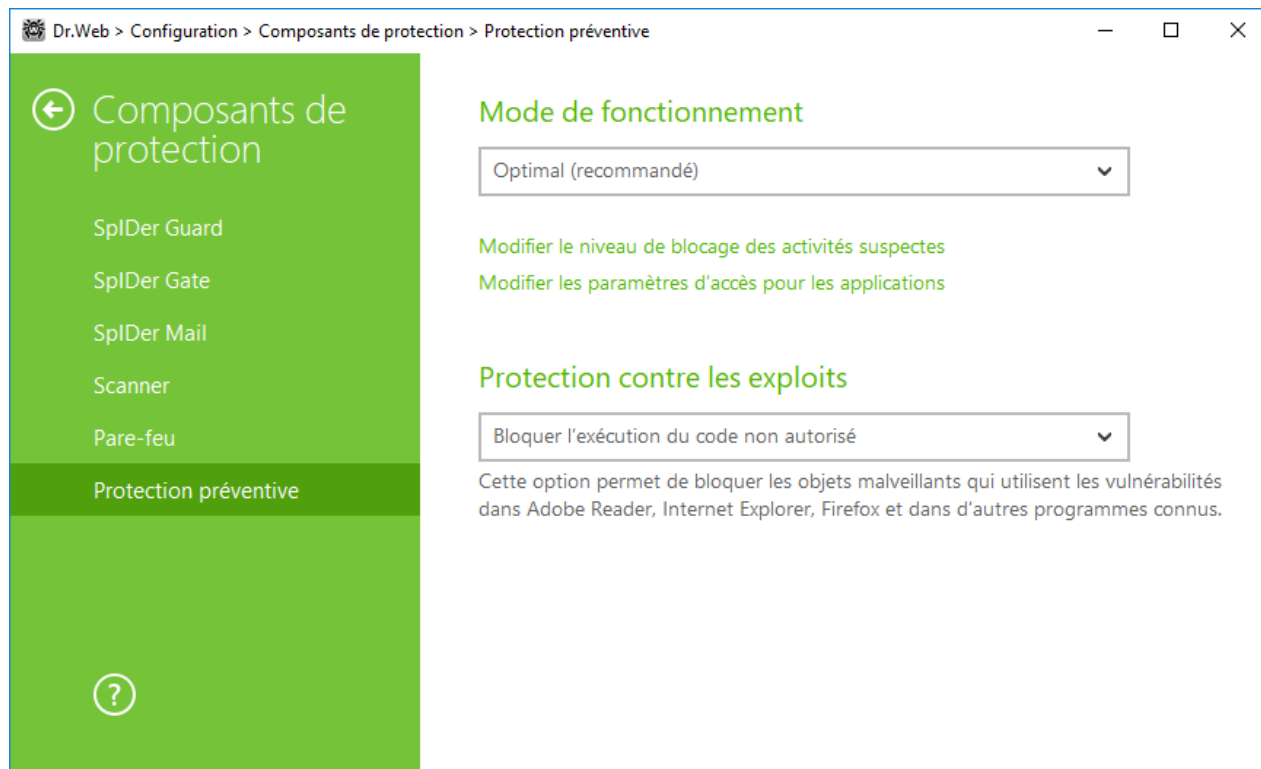 Dr.Web > Configuration > Composants de protection > Protection préventive
Composants de
protection
SpIDer Guard
SpIDer Gate
SpIDer Mail
Scanner
Pare-feu
Protection préventive
?
Mode de fonctionnement
Optimal (recommandé)
Modifier le niveau de blocage des activités suspectes
Modifier les paramètres d'accès pour les applications
Protection contre les exploits
Bloquer l'exécution du code non autorisé
Cette option permet de bloquer les objets malveillants qui utilisent les vulnérabilités
dans Adobe Reader, Internet Explorer, Firefox et dans d'autres programmes connus.